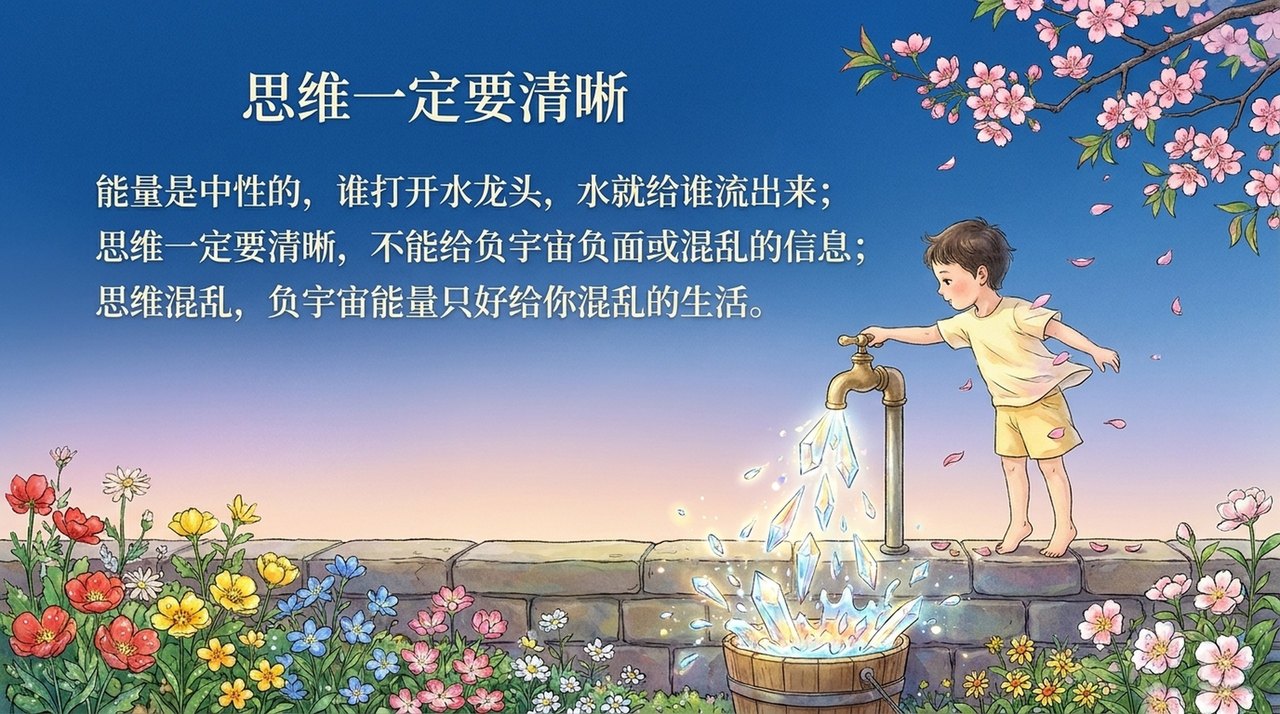 思维一定要清晰
能量是中性的，谁打开水龙头，水就给谁流出来；
思维一定要清晰，不能给负宇宙负面或混乱的信息；
思维混乱，负宇宙能量只好给你混乱的生活。